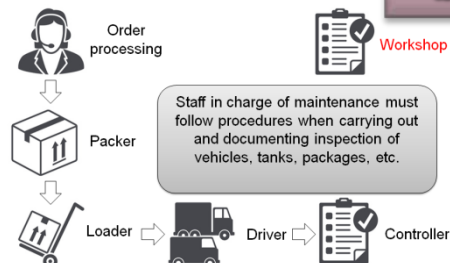 Order
processing
Workshop
Staff in charge of maintenance must
follow procedures when carrying out
and documenting inspection of
vehicles, tanks, packages, etc.
Packer
Loader
Driver
Controller